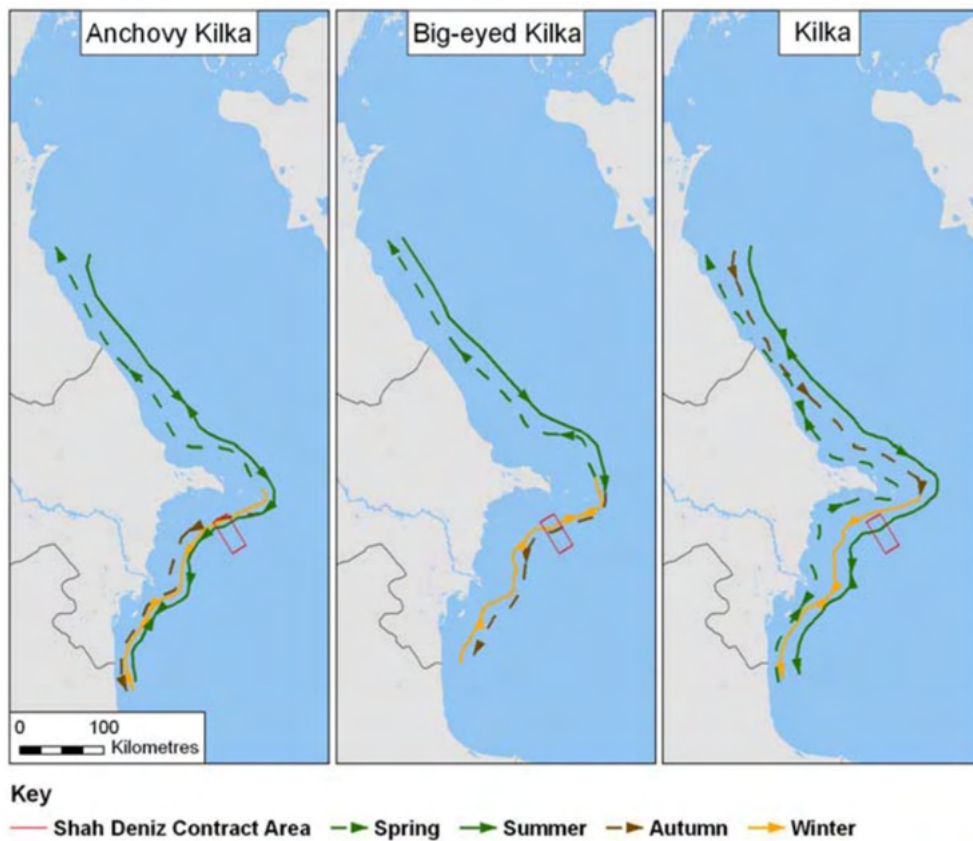 Anchovy Kilka
Big-eyed Kilka
Kilka
0 100
Kilometres
Key
Shah Deniz Contract Area Spring Summer Autumn Winter